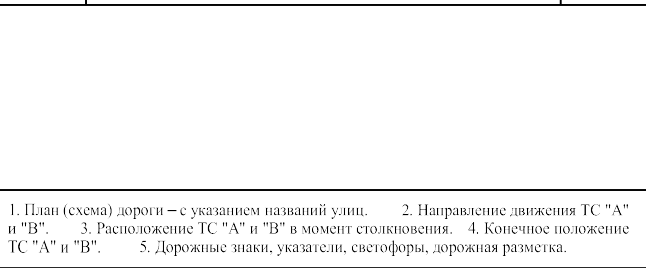 1. План (схема) дороги – с указанием названий улиц. 2. Направление движения ТС "А"
и "В". 3. Расположение ТС "А" и "В" в момент столкновения. 4. Конечное положение
ТС "А" и "В". 5. Дорожные знаки, указатели, светофоры, дорожная разметка.